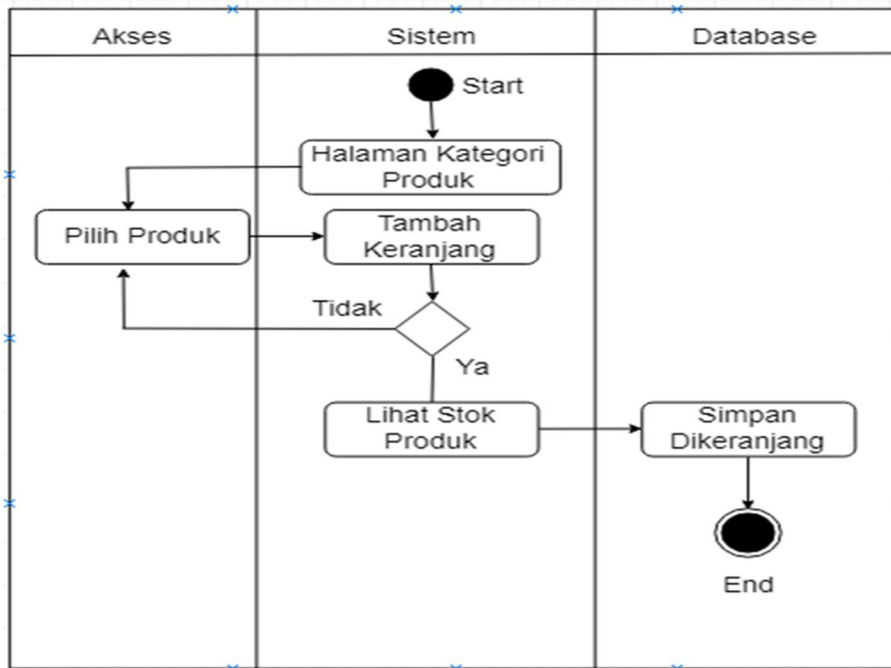 Akses
Sistem
Database
Start
Halaman Kategori
Produk
Pilih Produk
Tambah
Keranjang
Tidak
Ya
Lihat Stok
Produk
Simpan
Dikeranjang
End